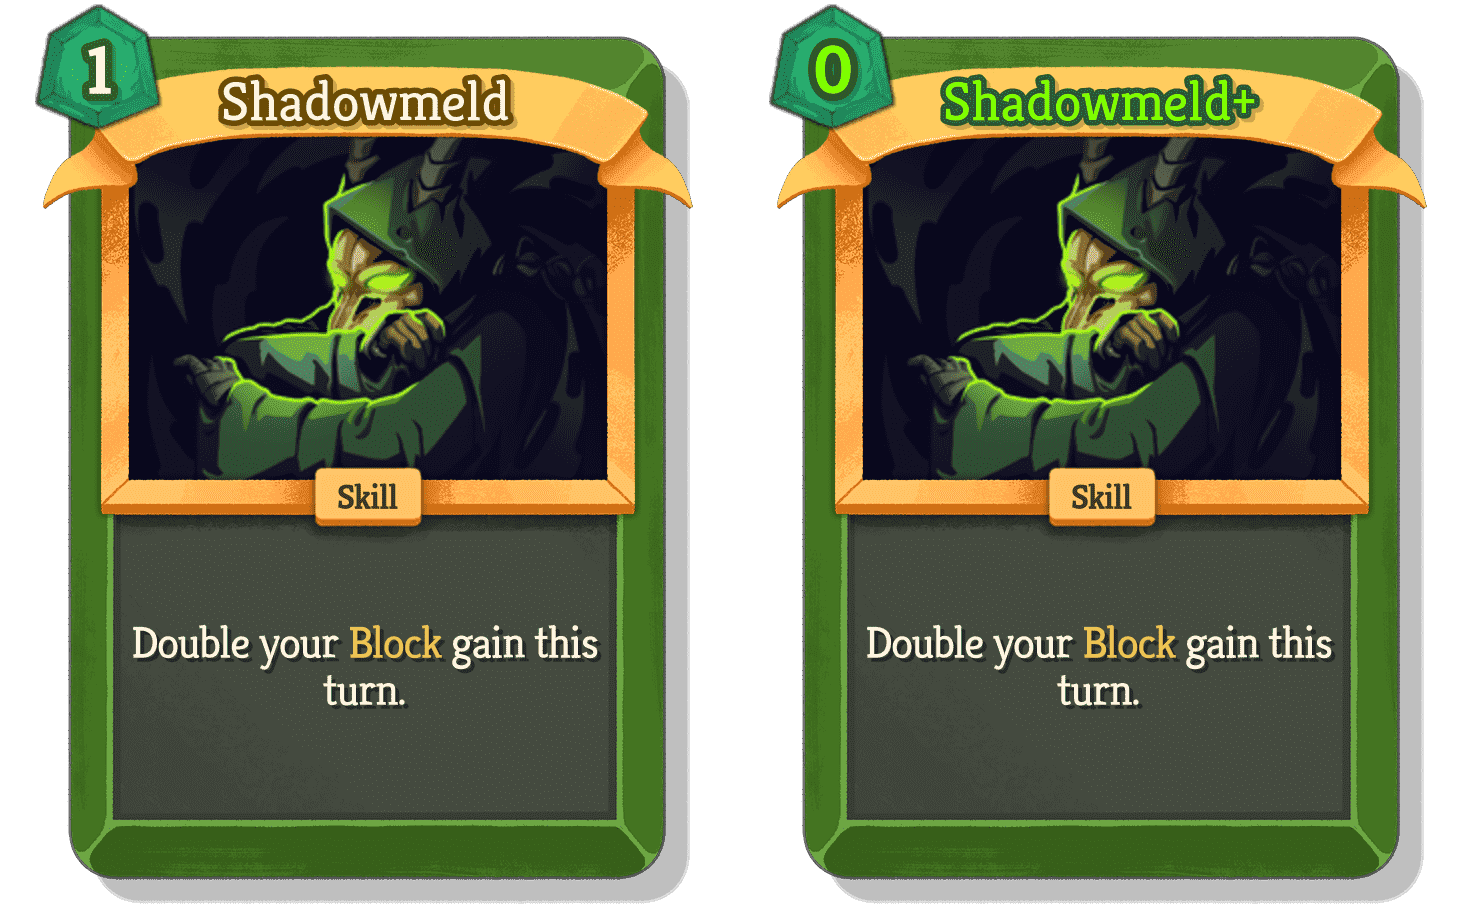 1
Shadowmeld
Skill
Double your Block gain this
turn.
0
Shadowmeld+
Skill
Double your Block gain this
turn.